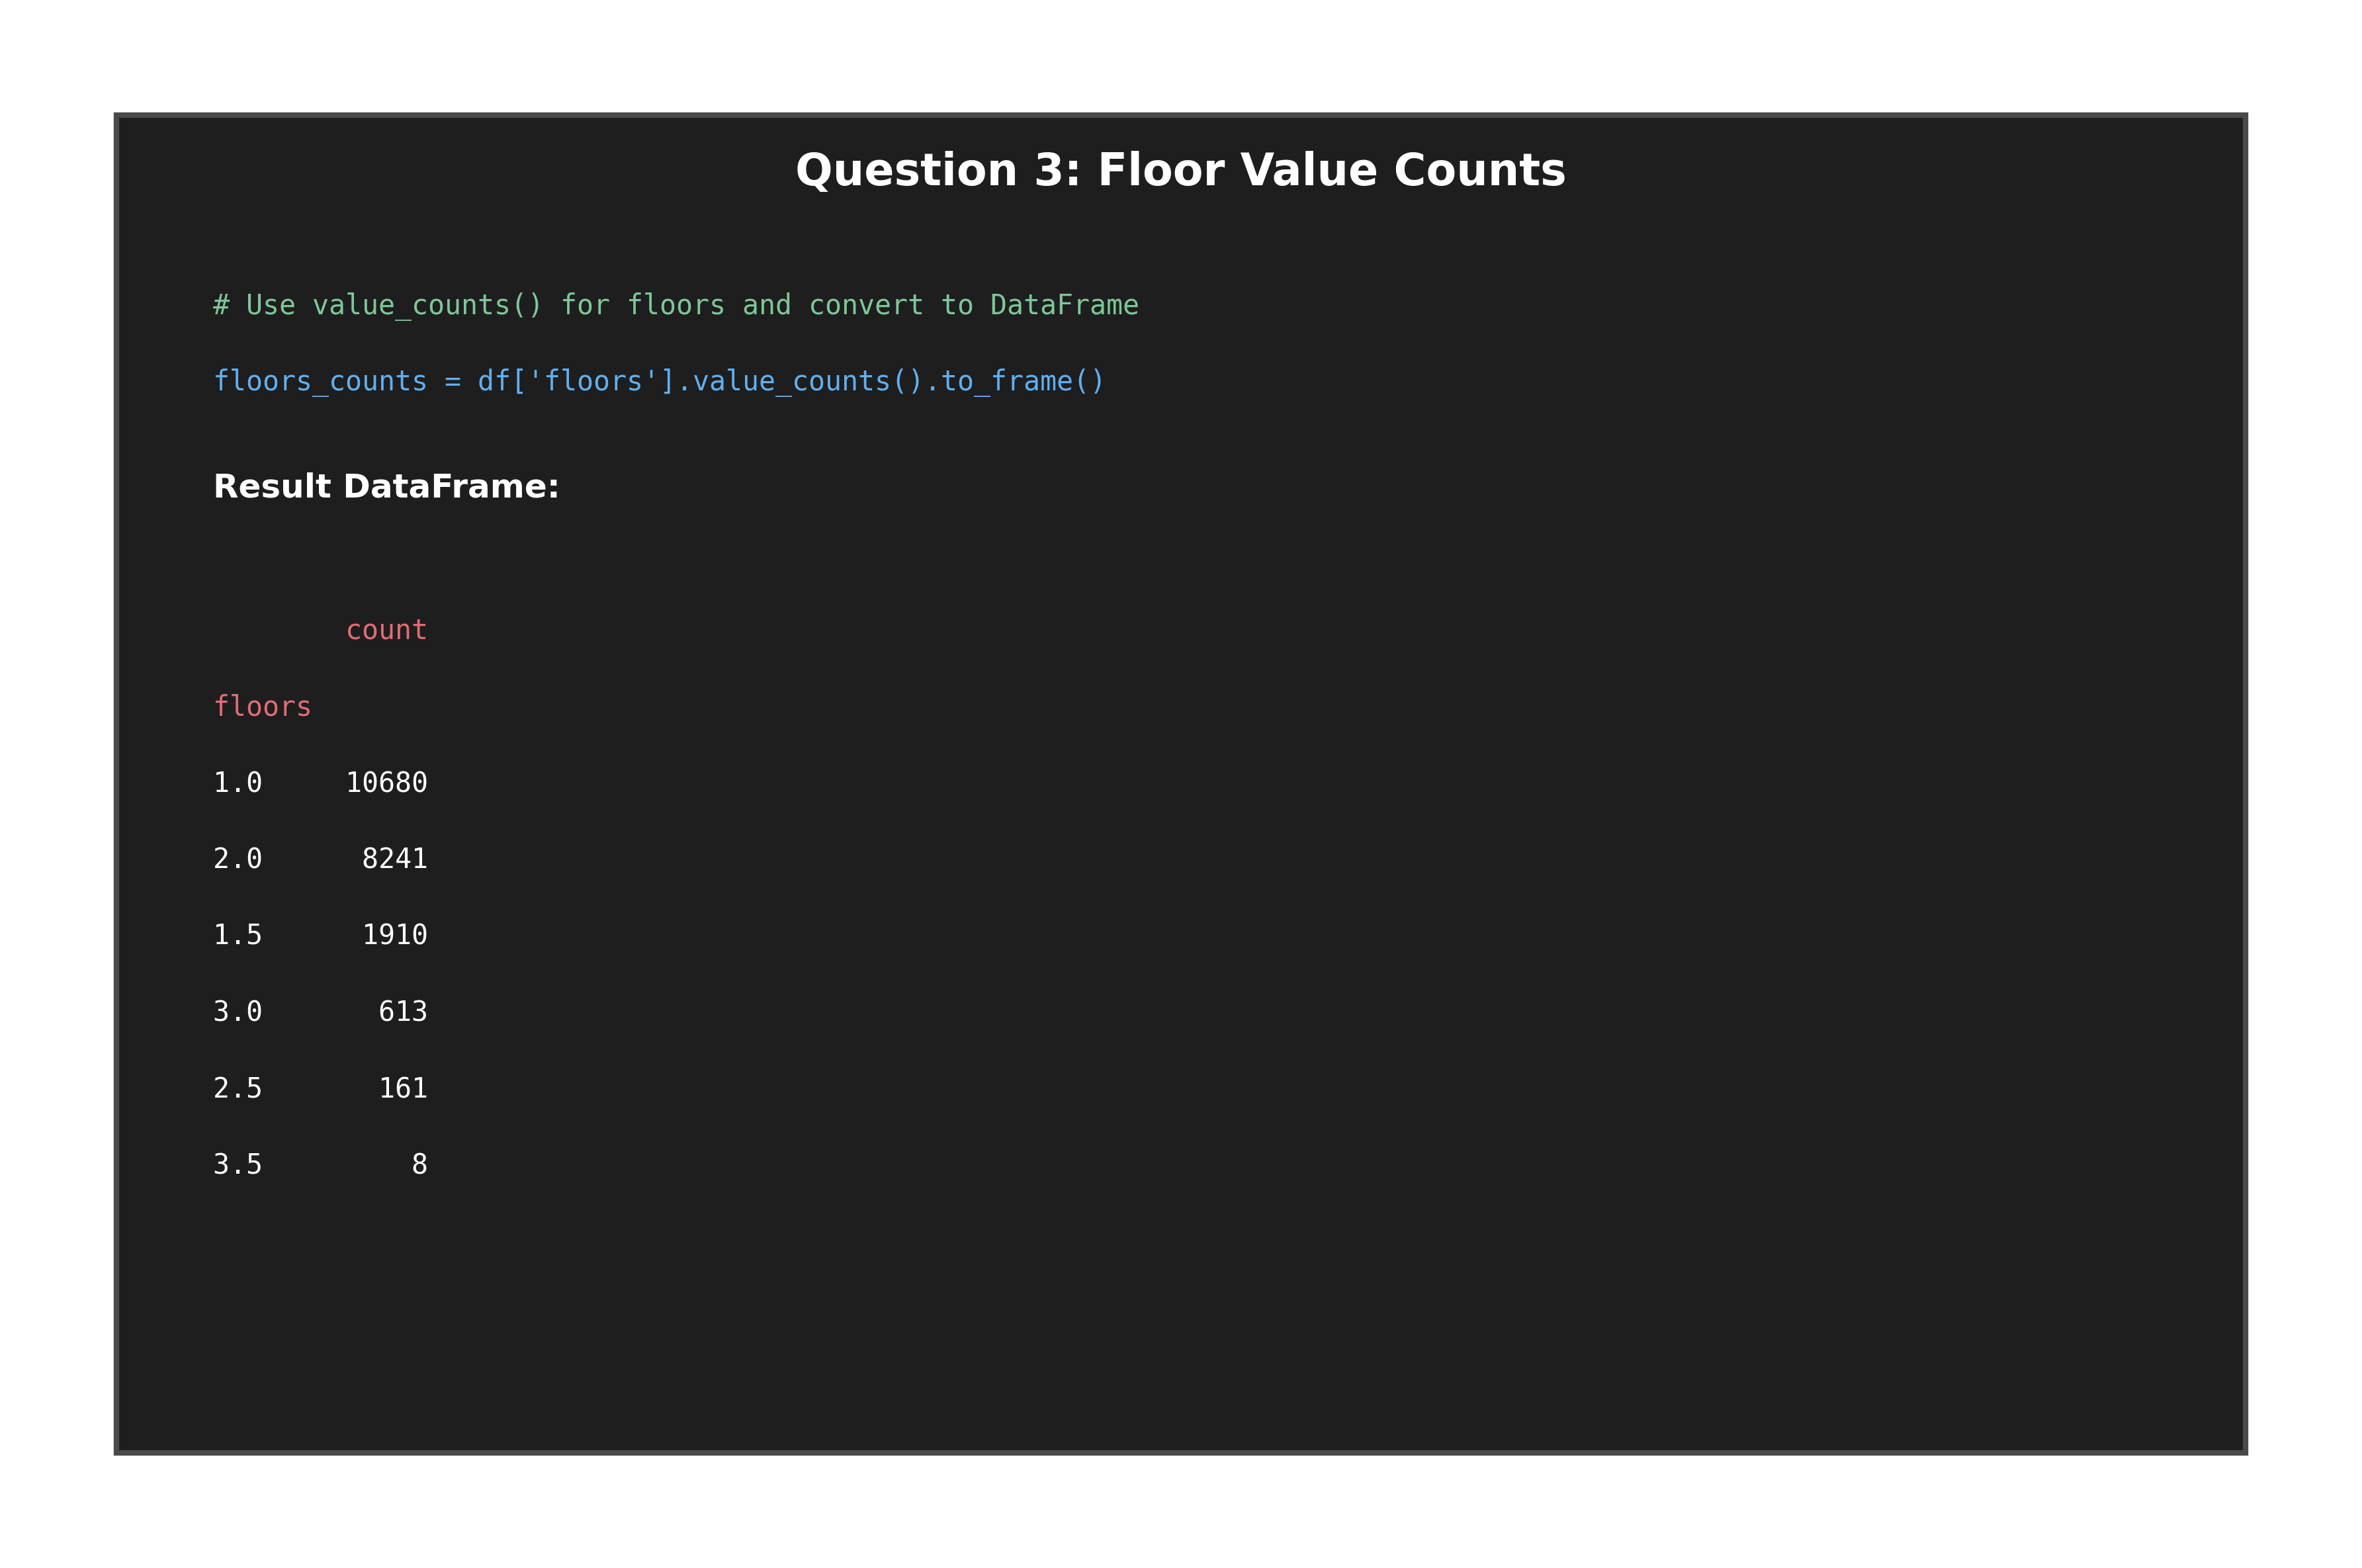 Question 3: Floor Value Counts
# Use value_counts() for floors and convert to DataFrame
floors_counts = df['floors'].value_counts().to_frame()
Result DataFrame:
count
floors
1.0 10680
2.0 8241
1.5 1910
3.0 613
2.5 161
3.5 8